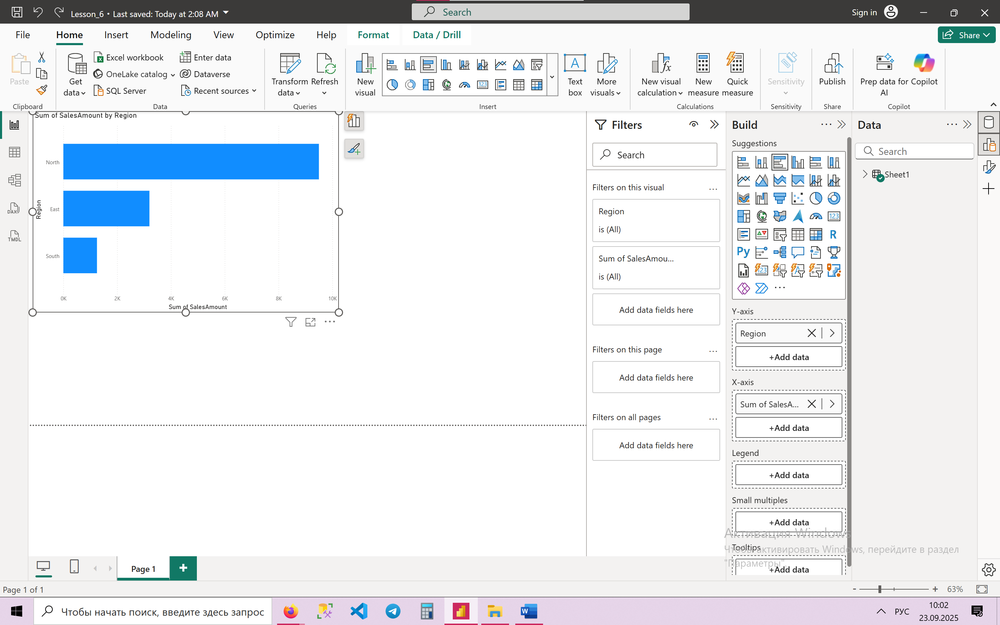 Lesson_6 • Last saved: Today at 2:08 AM
Search
Sign in
File Home Insert Modeling View Optimize Help Format Data / Drill
Share
Paste
Clipboard
Get data
Excel workbook
OneLake catalog
SQL Server
Enter data
Dataverse
Recent sources
Data
Transform data
Refresh
Queries
New visual
123
Insert
A
Text box
More visuals
New visual calculation
New measure
Quick measure
Calculations
Sensitivity
Sensitivity
Publish
Share
Prep data for AI
Copilot
Copilot
DAX
TMDL
Sum of SalesAmount by Region
Region
North
East
South
0K 2K 4K 6K 8K 10K
Sum of SalesAmount
Filters
Search
Filters on this visual
Region
is (All)
Sum of SalesAmou...
is (All)
Add data fields here
Filters on this page
Add data fields here
Filters on all pages
Add data fields here
Build
Suggestions
123
R
Py
123
Y-axis
Region
+Add data
X-axis
Sum of SalesA...
+Add data
Legend
+Add data
Small multiples
+Add data
Tooltips
+Add data
Data
Search
Sheet1
Активация Windows
Чтобы активировать Windows, перейдите в раздел
"Параметры".
Page 1
+
Page 1 of 1
- + 63%
Чтобы начать поиск, введите здесь запрос
W
РУС
10:02
23.09.2025